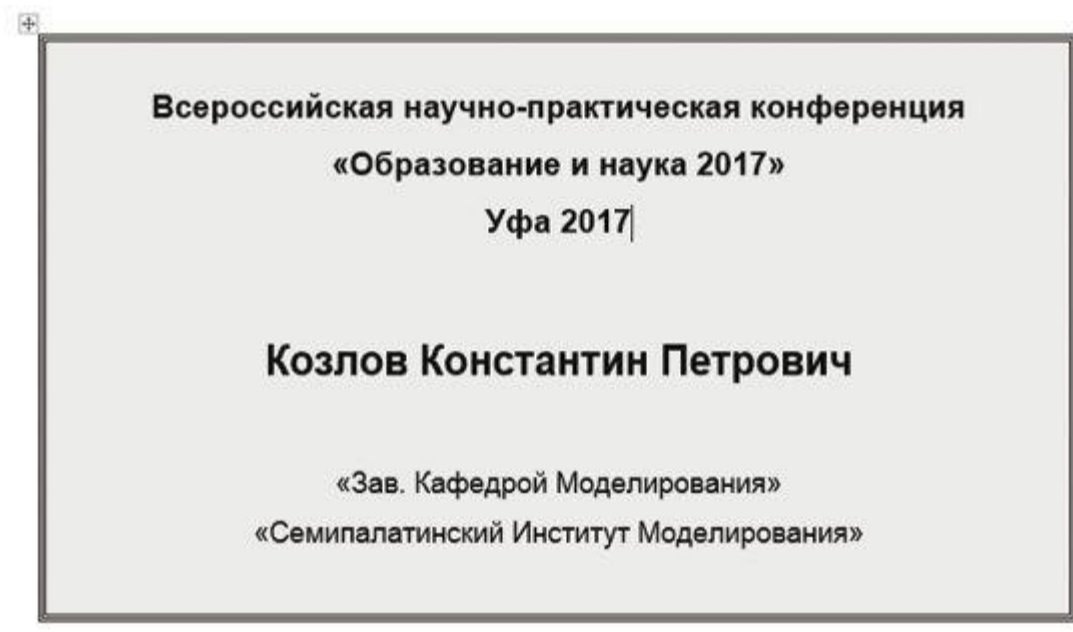 Всероссийская научно-практическая конференция
«Образование и наука 2017»
Уфа 2017
Козлов Константин Петрович
«Зав. Кафедрой Моделирования»
«Семипалатинский Институт Моделирования»